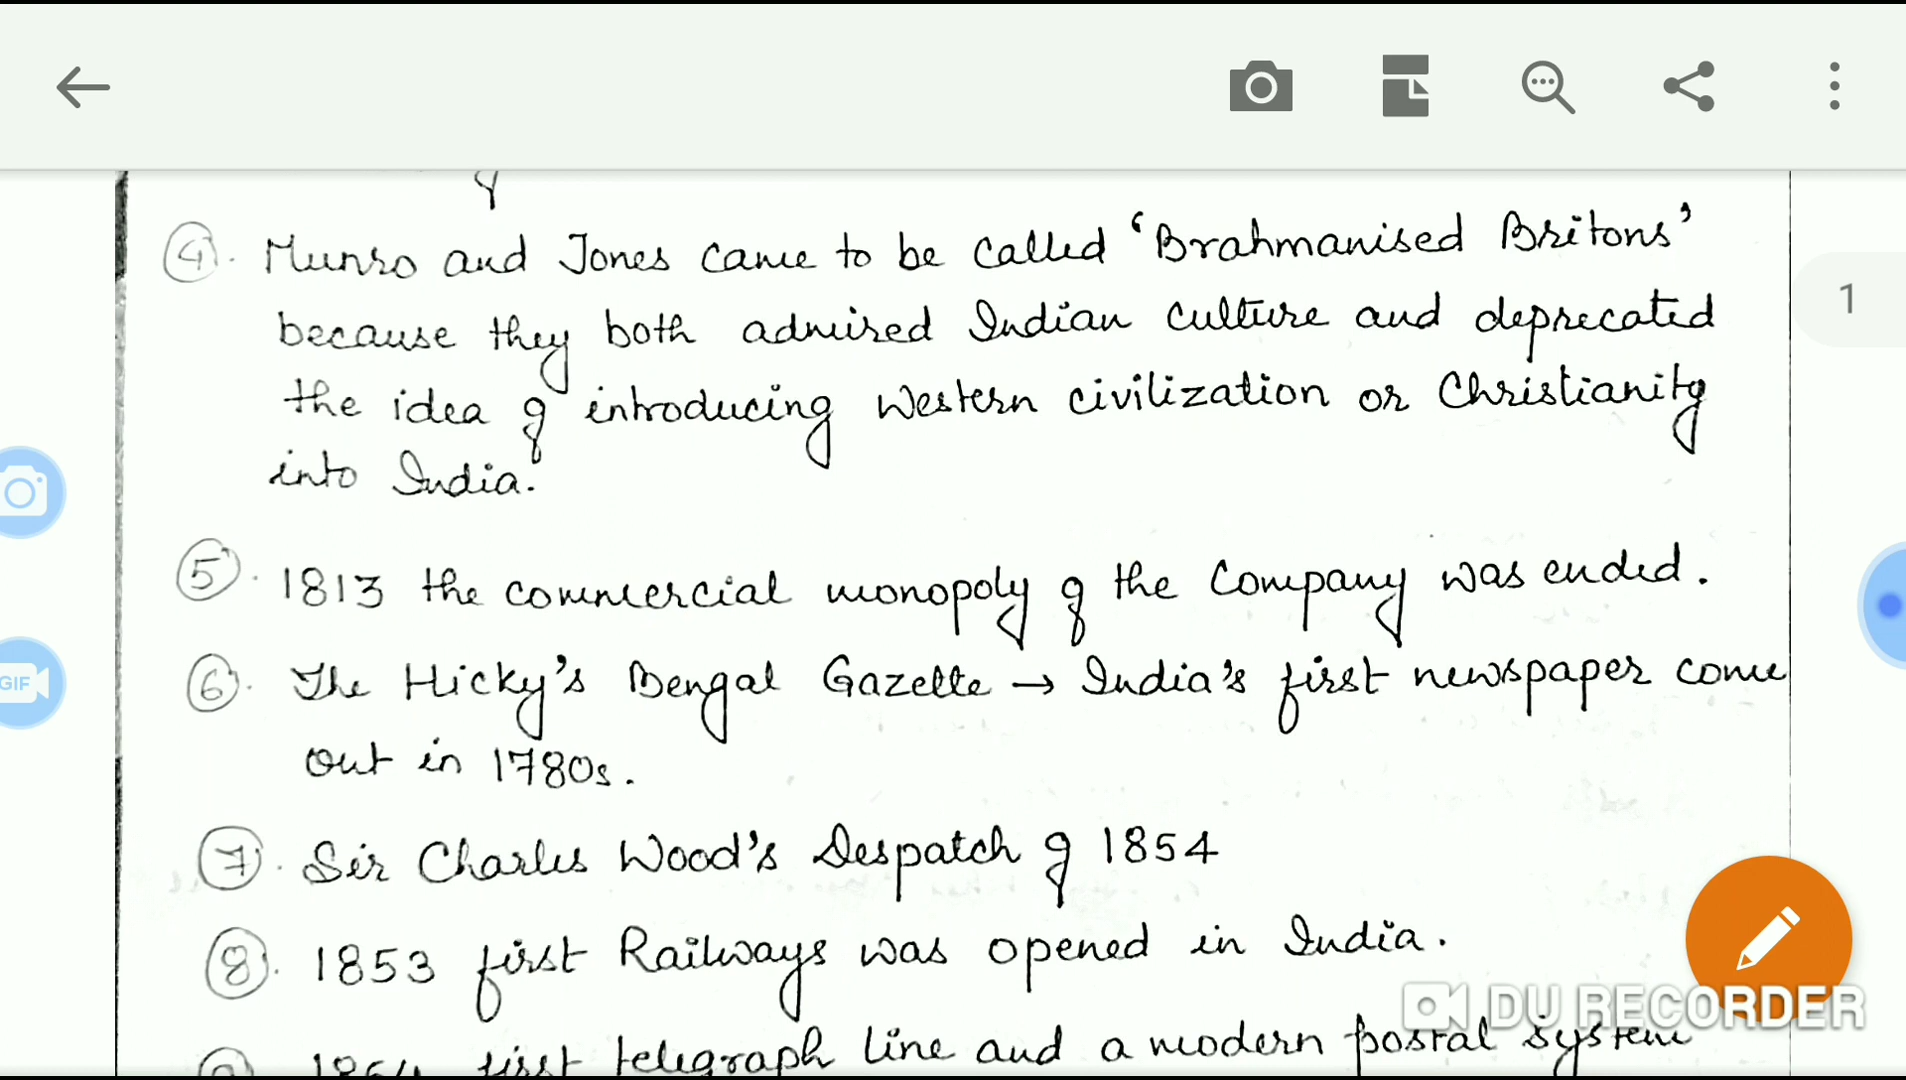 4. Munro and Jones came to be called ‘Brahmanised Britons’
because they both admired Indian culture and deprecated
the idea of introducing Western civilization or Christianity
into India.
5. 1813 the commercial monopoly of the Company was ended.
6. The Hicky's Bengal Gazette → India's first newspaper come
out in 1780s.
7. Sir Charles Wood's Despatch of 1854
8. 1853 first Railways was opened in India.
first telegraph line and a modern postal system
1
GIF
DU RECORDER